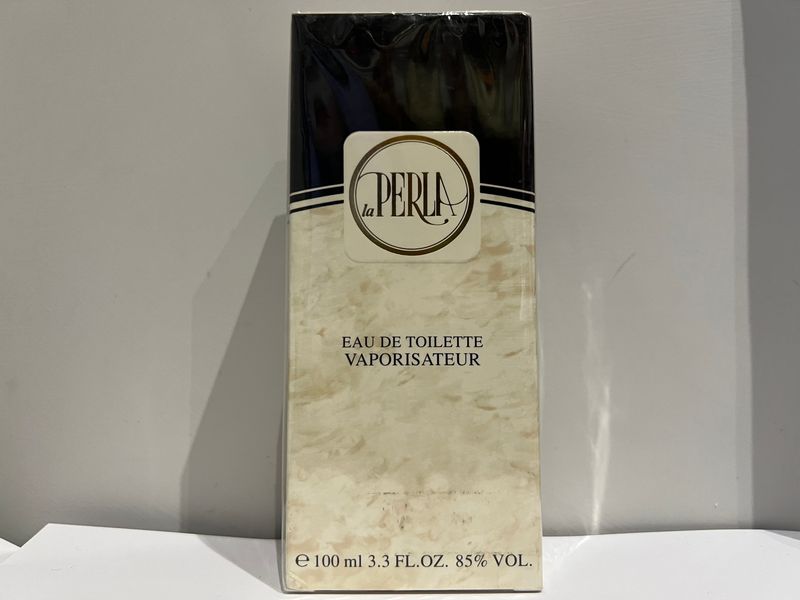 la PERLA
EAU DE TOILETTE
VAPORISATEUR
℮ 100 ml 3.3 FL.OZ. 85% VOL.